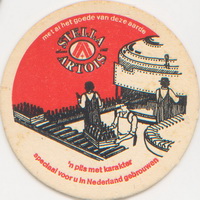 met al het goede van deze aarde
STELLA
ARTOIS
'n pils met karakter
speciaal voor u in Nederland gebrouwen